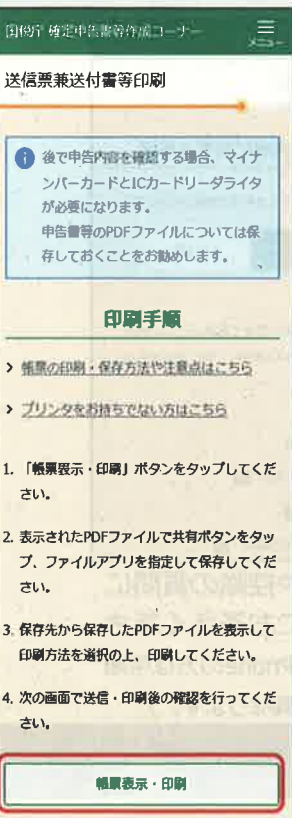 国税庁 確定申告書等作成コーナー
メニュー
送信票兼送付書等印刷
後で申告内容を確認する場合、マイナ
ンバーカードとICカードリーダライタ
が必要になります。
申告書等のPDFファイルについては保
存しておくことをお勧めします。
印刷手順
帳票の印刷・保存方法や注意点はこちら
プリンタをお持ちでない方はこちら
1. 「帳票表示・印刷」ボタンをタップしてくだ
さい。
2. 表示されたPDFファイルで共有ボタンをタッ
プ、ファイルアプリを指定して保存してくだ
さい。
3. 保存先から保存したPDFファイルを表示して
印刷方法を選択の上、印刷してください。
4. 次の画面で送信・印刷後の確認を行ってくだ
さい。
帳票表示・印刷